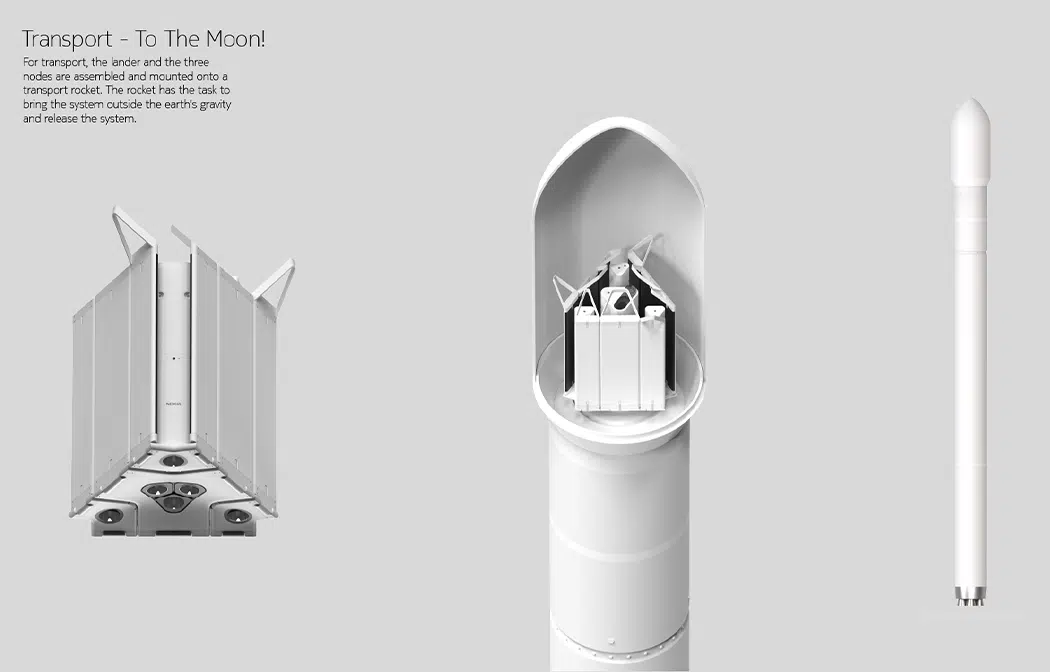 Transport - To The Moon!
For transport, the lander and the three
nodes are assembled and mounted onto a
transport rocket. The rocket has the task to
bring the system outside the earth's gravity
and release the system.